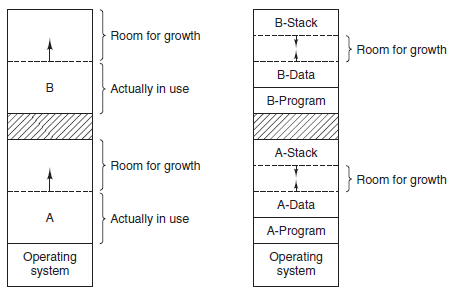 Room for growth
B
Actually in use
Room for growth
A
Actually in use
Operating
system
B-Stack
Room for growth
B-Data
B-Program
A-Stack
Room for growth
A-Data
A-Program
Operating
system